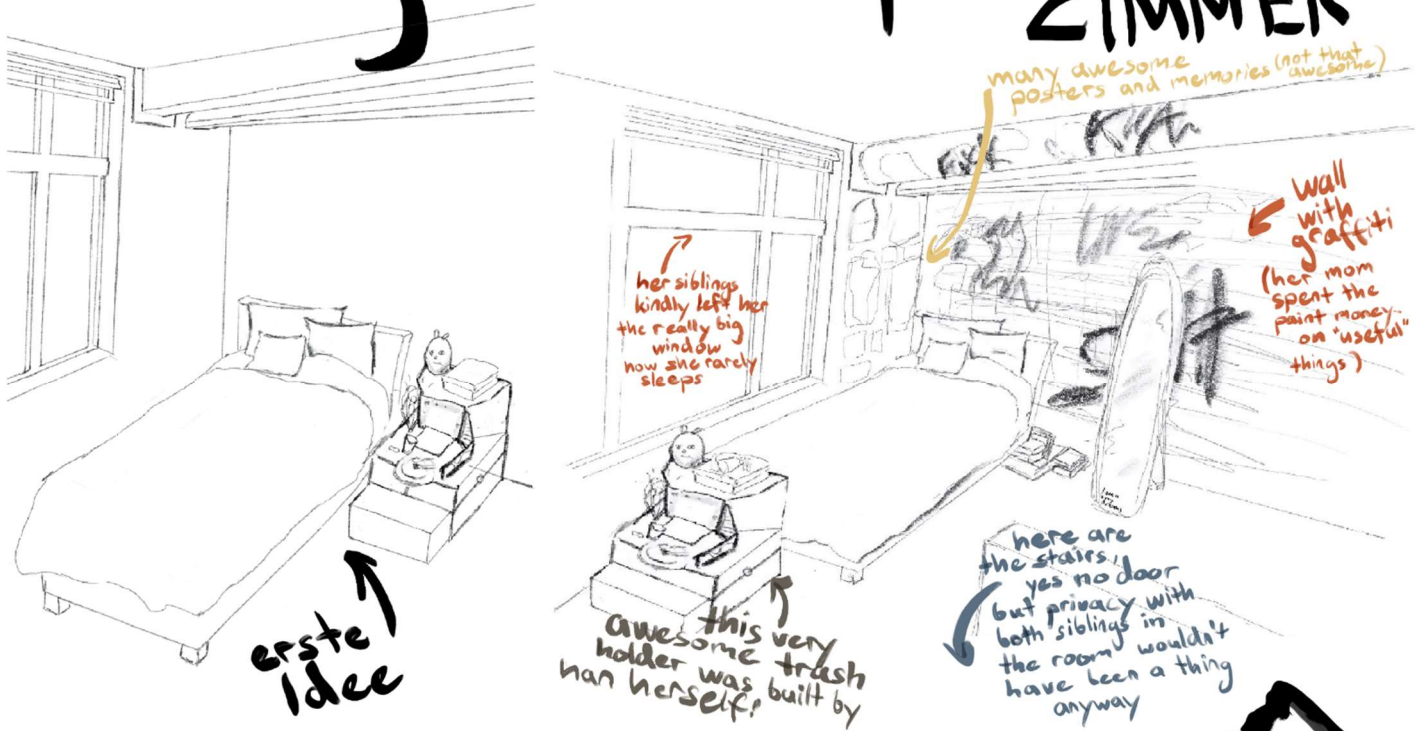 ZIMMER
many awesome
posters and memories (not that
awesome)
wall
with
graffiti
(her mom
spent the
paint money
on "useful"
things)
her siblings
kindly left her
the really big
window
now she rarely
sleeps
erste
Idee
this very
awesome trash
holder was built by
han herself!
here are
the stairs,
yes no door
but privacy with
both siblings in
the room wouldn't
have been a thing
anyway